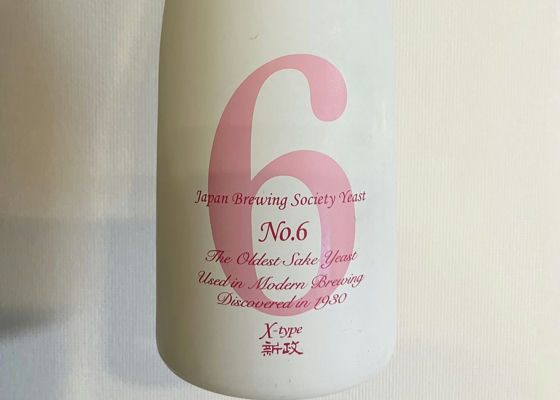 6
Japan Brewing Society Yeast
No.6
The Oldest Sake Yeast
Used in Modern Brewing
Discovered in 1930
X-type
新政